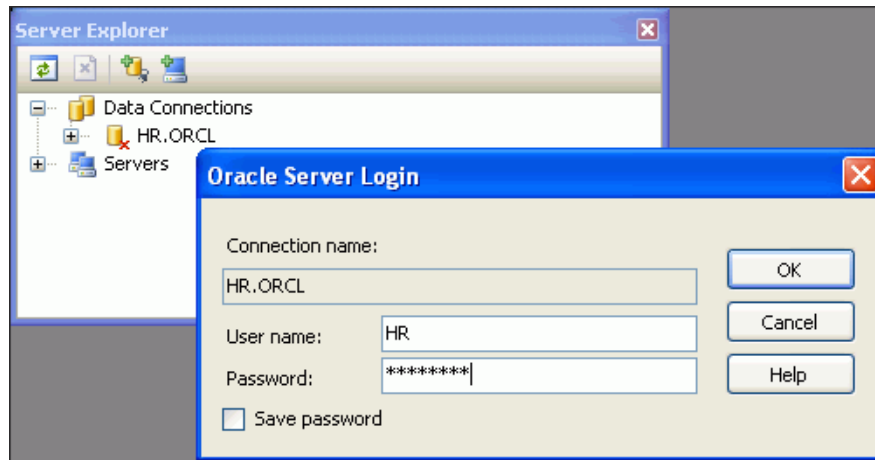 Server Explorer
Data Connections
HR.ORCL
Servers
Oracle Server Login
Connection name:
HR.ORCL
User name: HR
Password: ********
Save password
OK
Cancel
Help